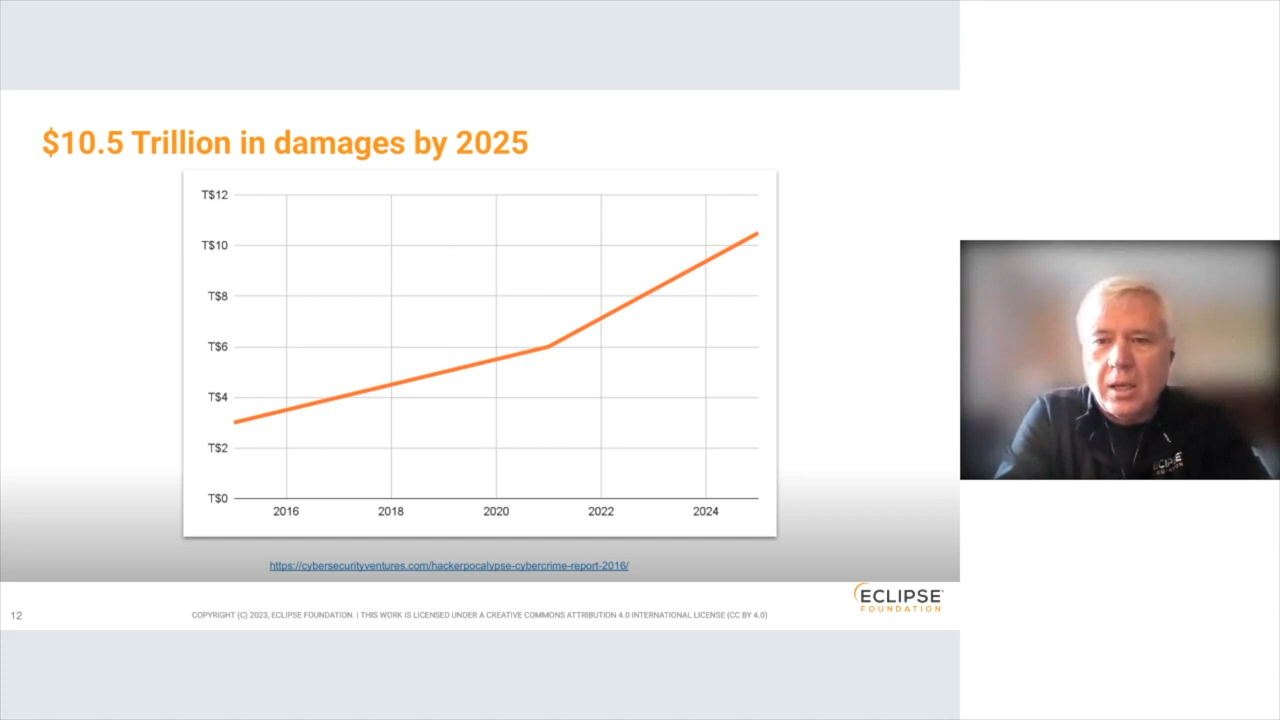 $10.5 Trillion in damages by 2025
T$12
T$10
T$8
T$6
T$4
T$2
T$0
2016 2018 2020 2022 2024
https://cybersecurityventures.com/hackerpocalypse-cybercrime-report-2016/
12
COPYRIGHT (C) 2023, ECLIPSE FOUNDATION. | THIS WORK IS LICENSED UNDER A CREATIVE COMMONS ATTRIBUTION 4.0 INTERNATIONAL LICENSE (CC BY 4.0)
ECLIPSE
FOUNDATION
ECLIPSE